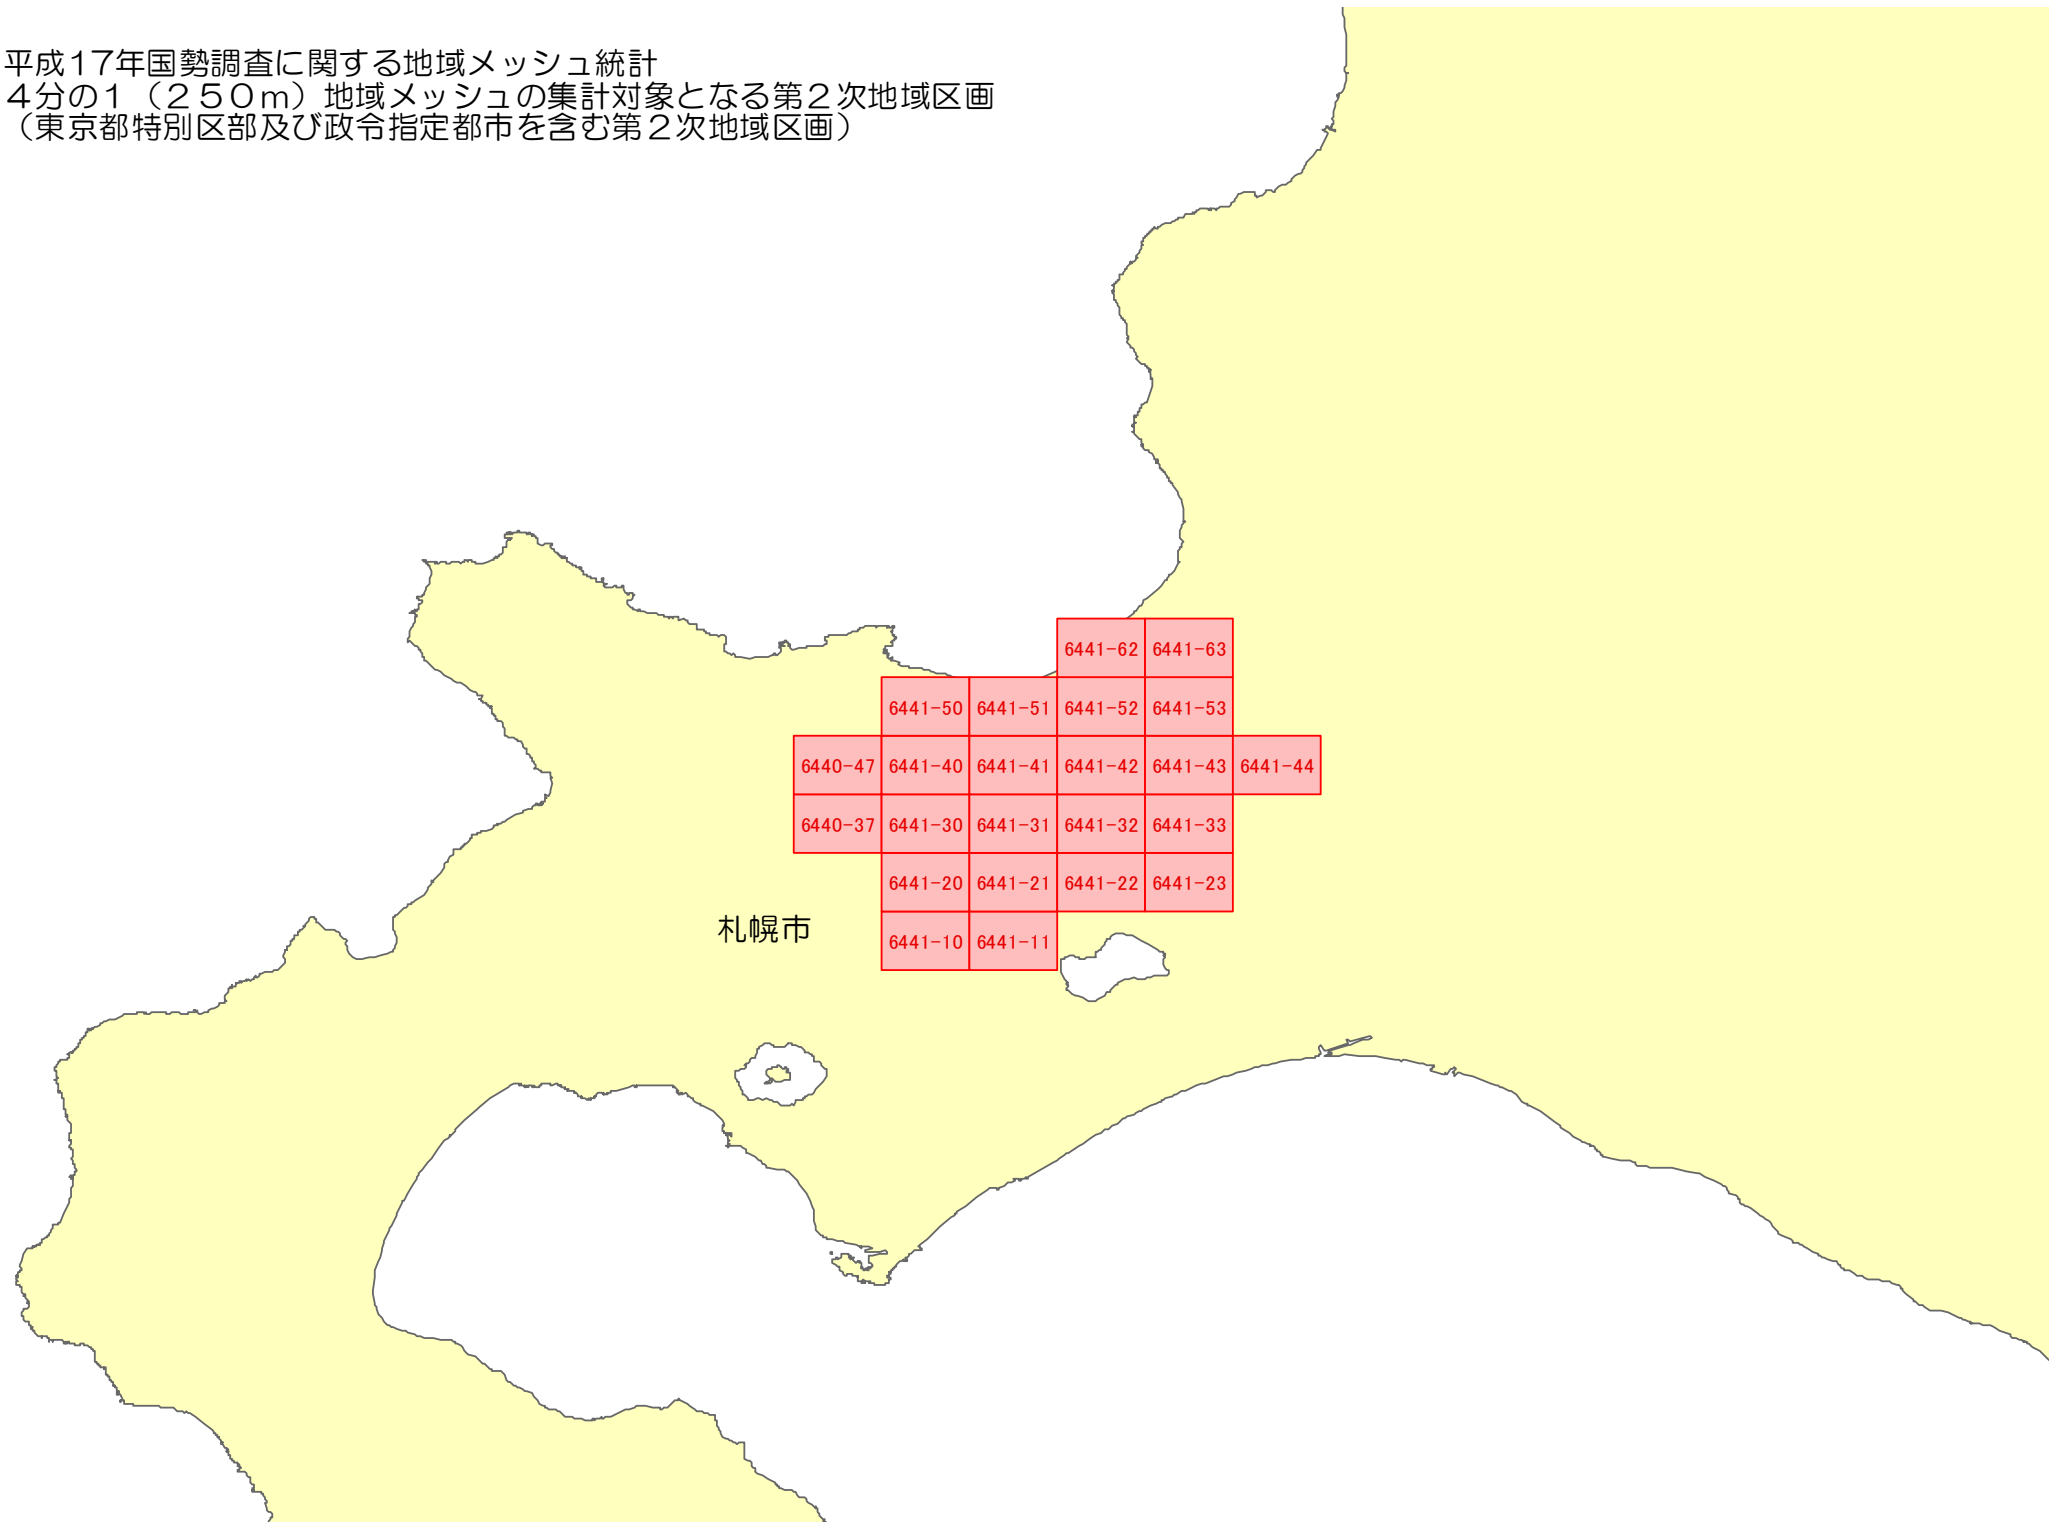 平成17年国勢調査に関する地域メッシュ統計
４分の１（２５０ｍ）地域メッシュの集計対象となる第２次地域区画
（東京都特別区部及び政令指定都市を含む第２次地域区画）
6441-62 6441-63
6441-50 6441-51 6441-52 6441-53
6440-47 6441-40 6441-41 6441-42 6441-43 6441-44
6440-37 6441-30 6441-31 6441-32 6441-33
6441-20 6441-21 6441-22 6441-23
札幌市
6441-10 6441-11